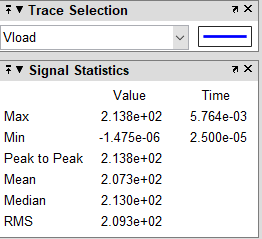 Trace Selection
Vload
Signal Statistics
Value Time
Max 2.138e+02 5.764e-03
Min -1.475e-06 2.500e-05
Peak to Peak 2.138e+02
Mean 2.073e+02
Median 2.130e+02
RMS 2.093e+02